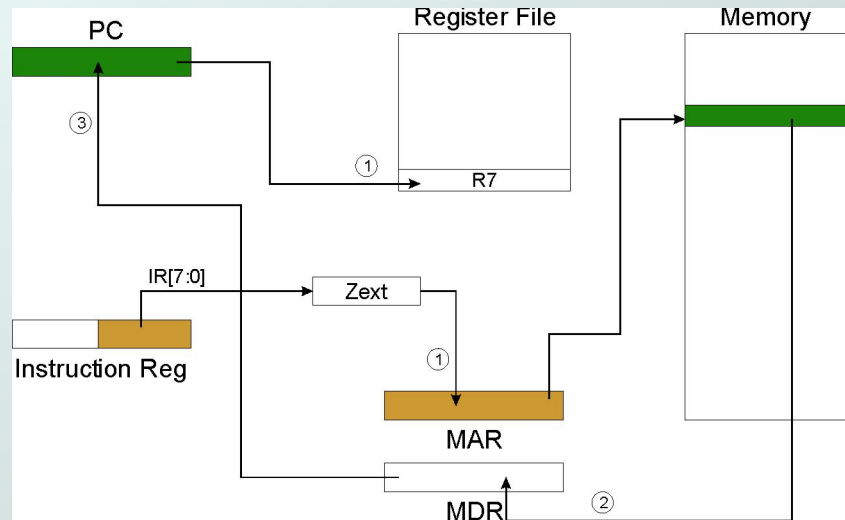 Register File
Memory
PC
③
①
R7
IR[7:0]
Zext
Instruction Reg
①
MAR
MDR
②